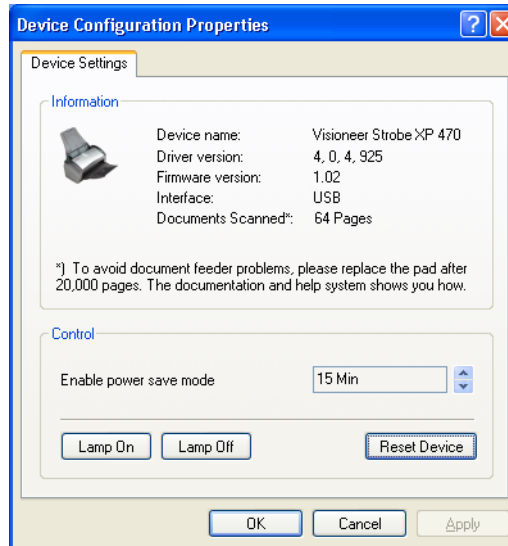 Device Configuration Properties
Device Settings
Information
Device name: Visioneer Strobe XP 470
Driver version: 4, 0, 4, 925
Firmware version: 1.02
Interface: USB
Documents Scanned*: 64 Pages
*) To avoid document feeder problems, please replace the pad after
20,000 pages. The documentation and help system shows you how.
Control
Enable power save mode 15 Min
Lamp On Lamp Off Reset Device
OK Cancel Apply